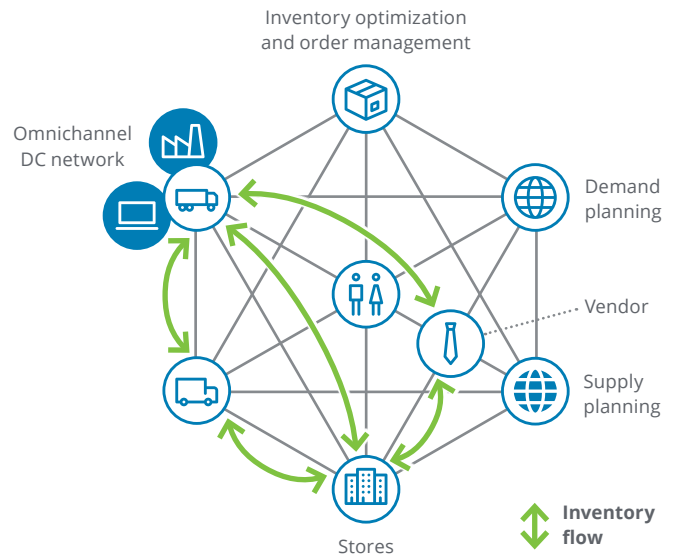 Inventory optimization
and order management
Omnichannel
DC network
Demand
planning
Vendor
Supply
planning
Stores
Inventory
flow